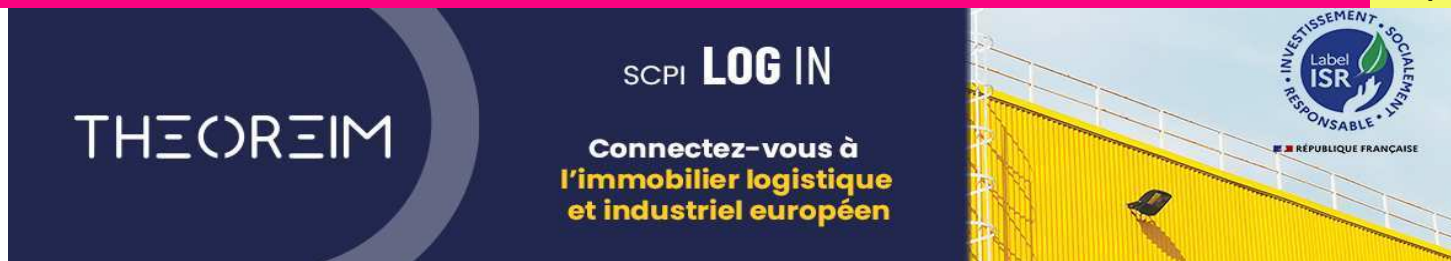 THEOREIM
SCPI LOG IN
Connectez-vous à
l'immobilier logistique
et industriel européen
INVESTISSEMENT SOCIALEMENT RESPONSABLE
Label
ISR
RÉPUBLIQUE FRANÇAISE